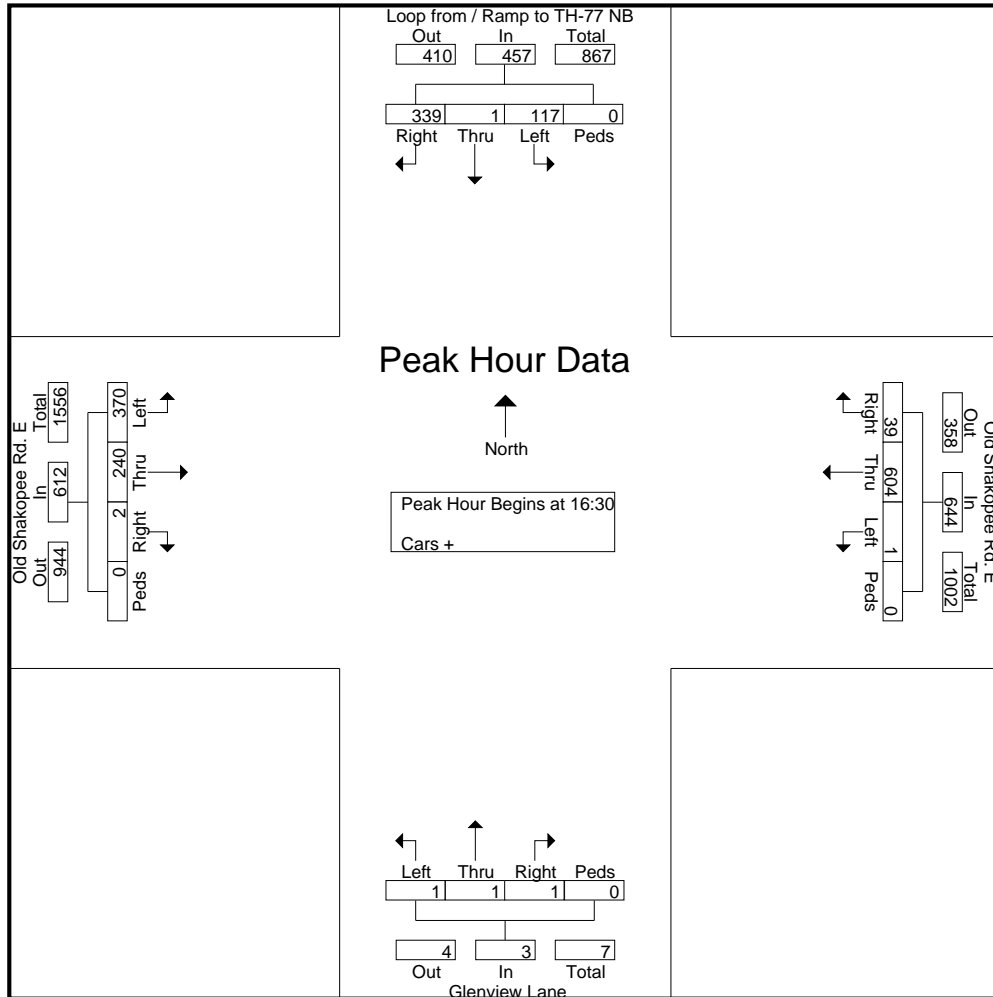 Loop from / Ramp to TH-77 NB
Out In Total
410 457 867
339 1 117 0
Right Thru Left Peds
Peak Hour Data
North
Peak Hour Begins at 16:30
Cars +
Old Shakopee Rd. E
Total In Out
1556 612 944
370 240 2 0
Left Thru Right Peds
Old Shakopee Rd. E
Out In Total
358 644 1002
39 604 1 0
Right Thru Left Peds
Left Thru Right Peds
1 1 1 0
4 3 7
Out In Total
Glenview Lane